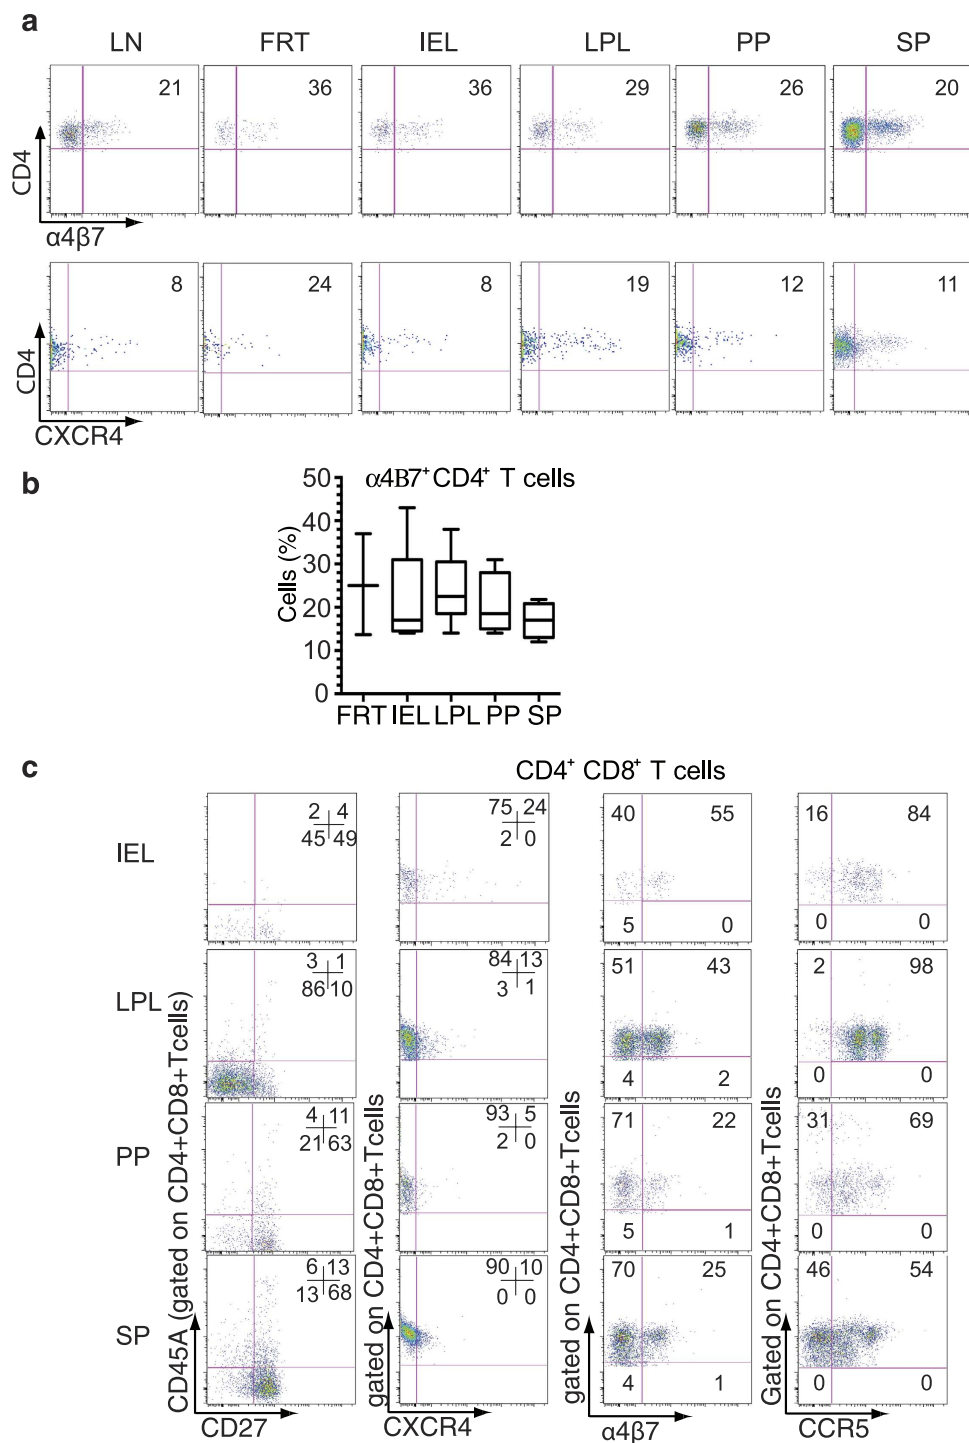 a
LN FRT IEL LPL PP SP
21 36 36 29 26 20
CD4
α4β7
8 24 8 19 12 11
CD4
CXCR4
b
α4B7+ CD4+ T cells
50
40
30
20
10
0
Cells (%)
FRT IEL LPL PP SP
c
CD4+ CD8+ T cells
IEL
2 4
45 49
75 24
2 0
40 55
5 0
16 84
0 0
LPL
3 1
86 10
84 13
3 1
51 43
4 2
2 98
0 0
PP
4 11
21 63
93 5
2 0
71 22
5 1
31 69
0 0
SP
6 13
13 68
90 10
0 0
70 25
4 1
46 54
0 0
CD45A (gated on CD4+CD8+Tcells)
gated on CD4+CD8+Tcells
gated on CD4+CD8+Tcells
Gated on CD4+CD8+Tcells
CD27 CXCR4 α4β7 CCR5